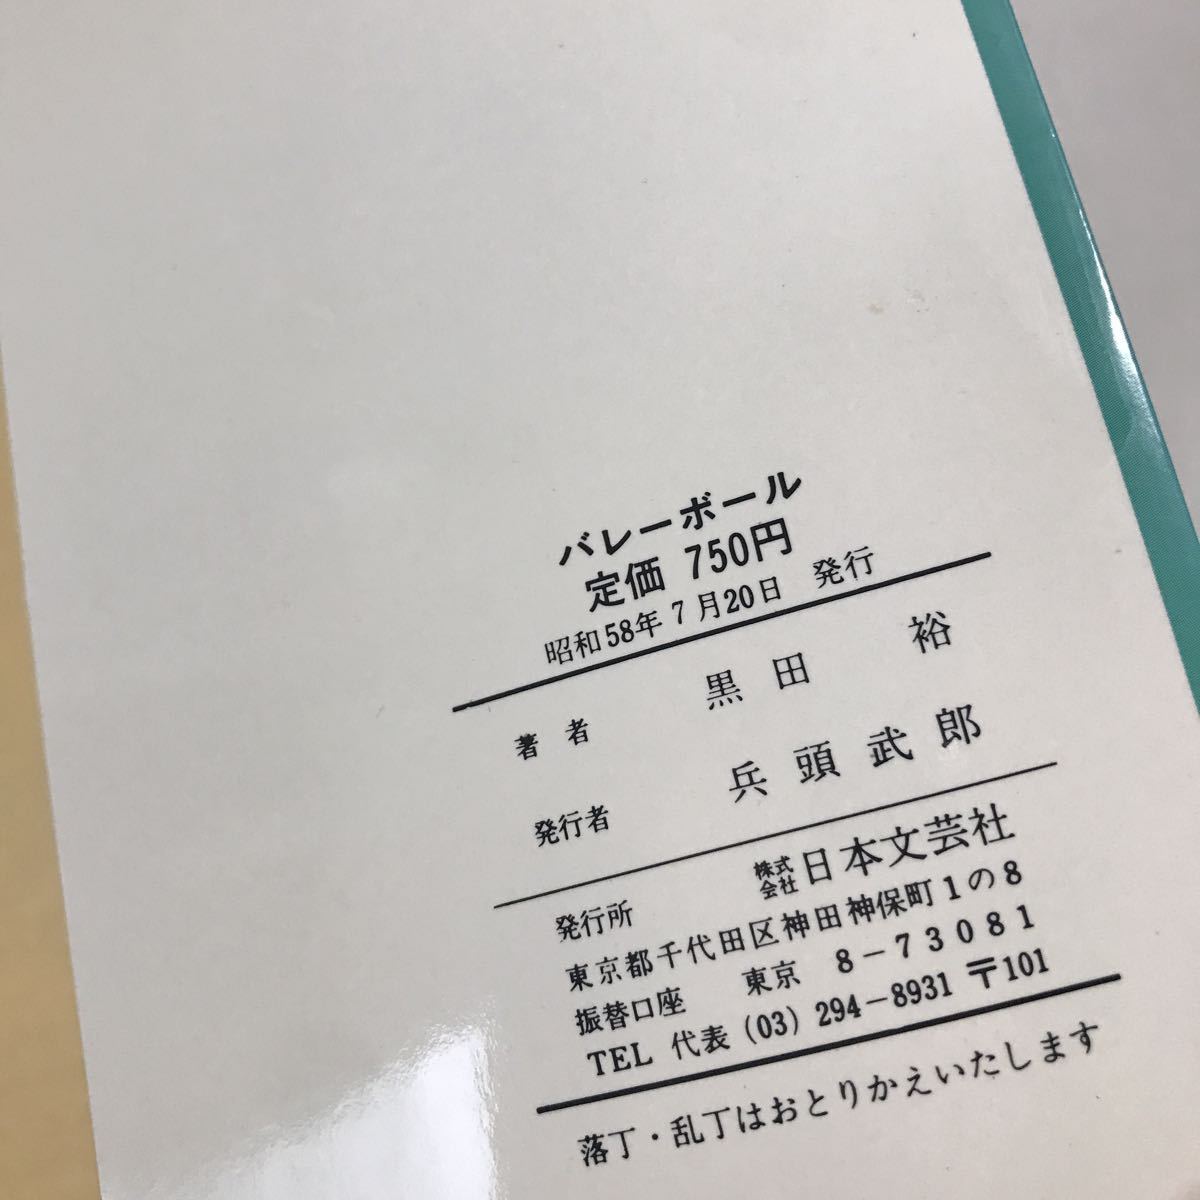 バレーボール
定価 750円
昭和58年7月20日 発行
著者 黒田 裕
発行者 兵頭武郎
発行所 株式会社 日本文芸社
東京都千代田区神田神保町1の8
振替口座 東京 8-73081
TEL 代表 (03) 294-8931 〒101
落丁・乱丁はおとりかえいたします